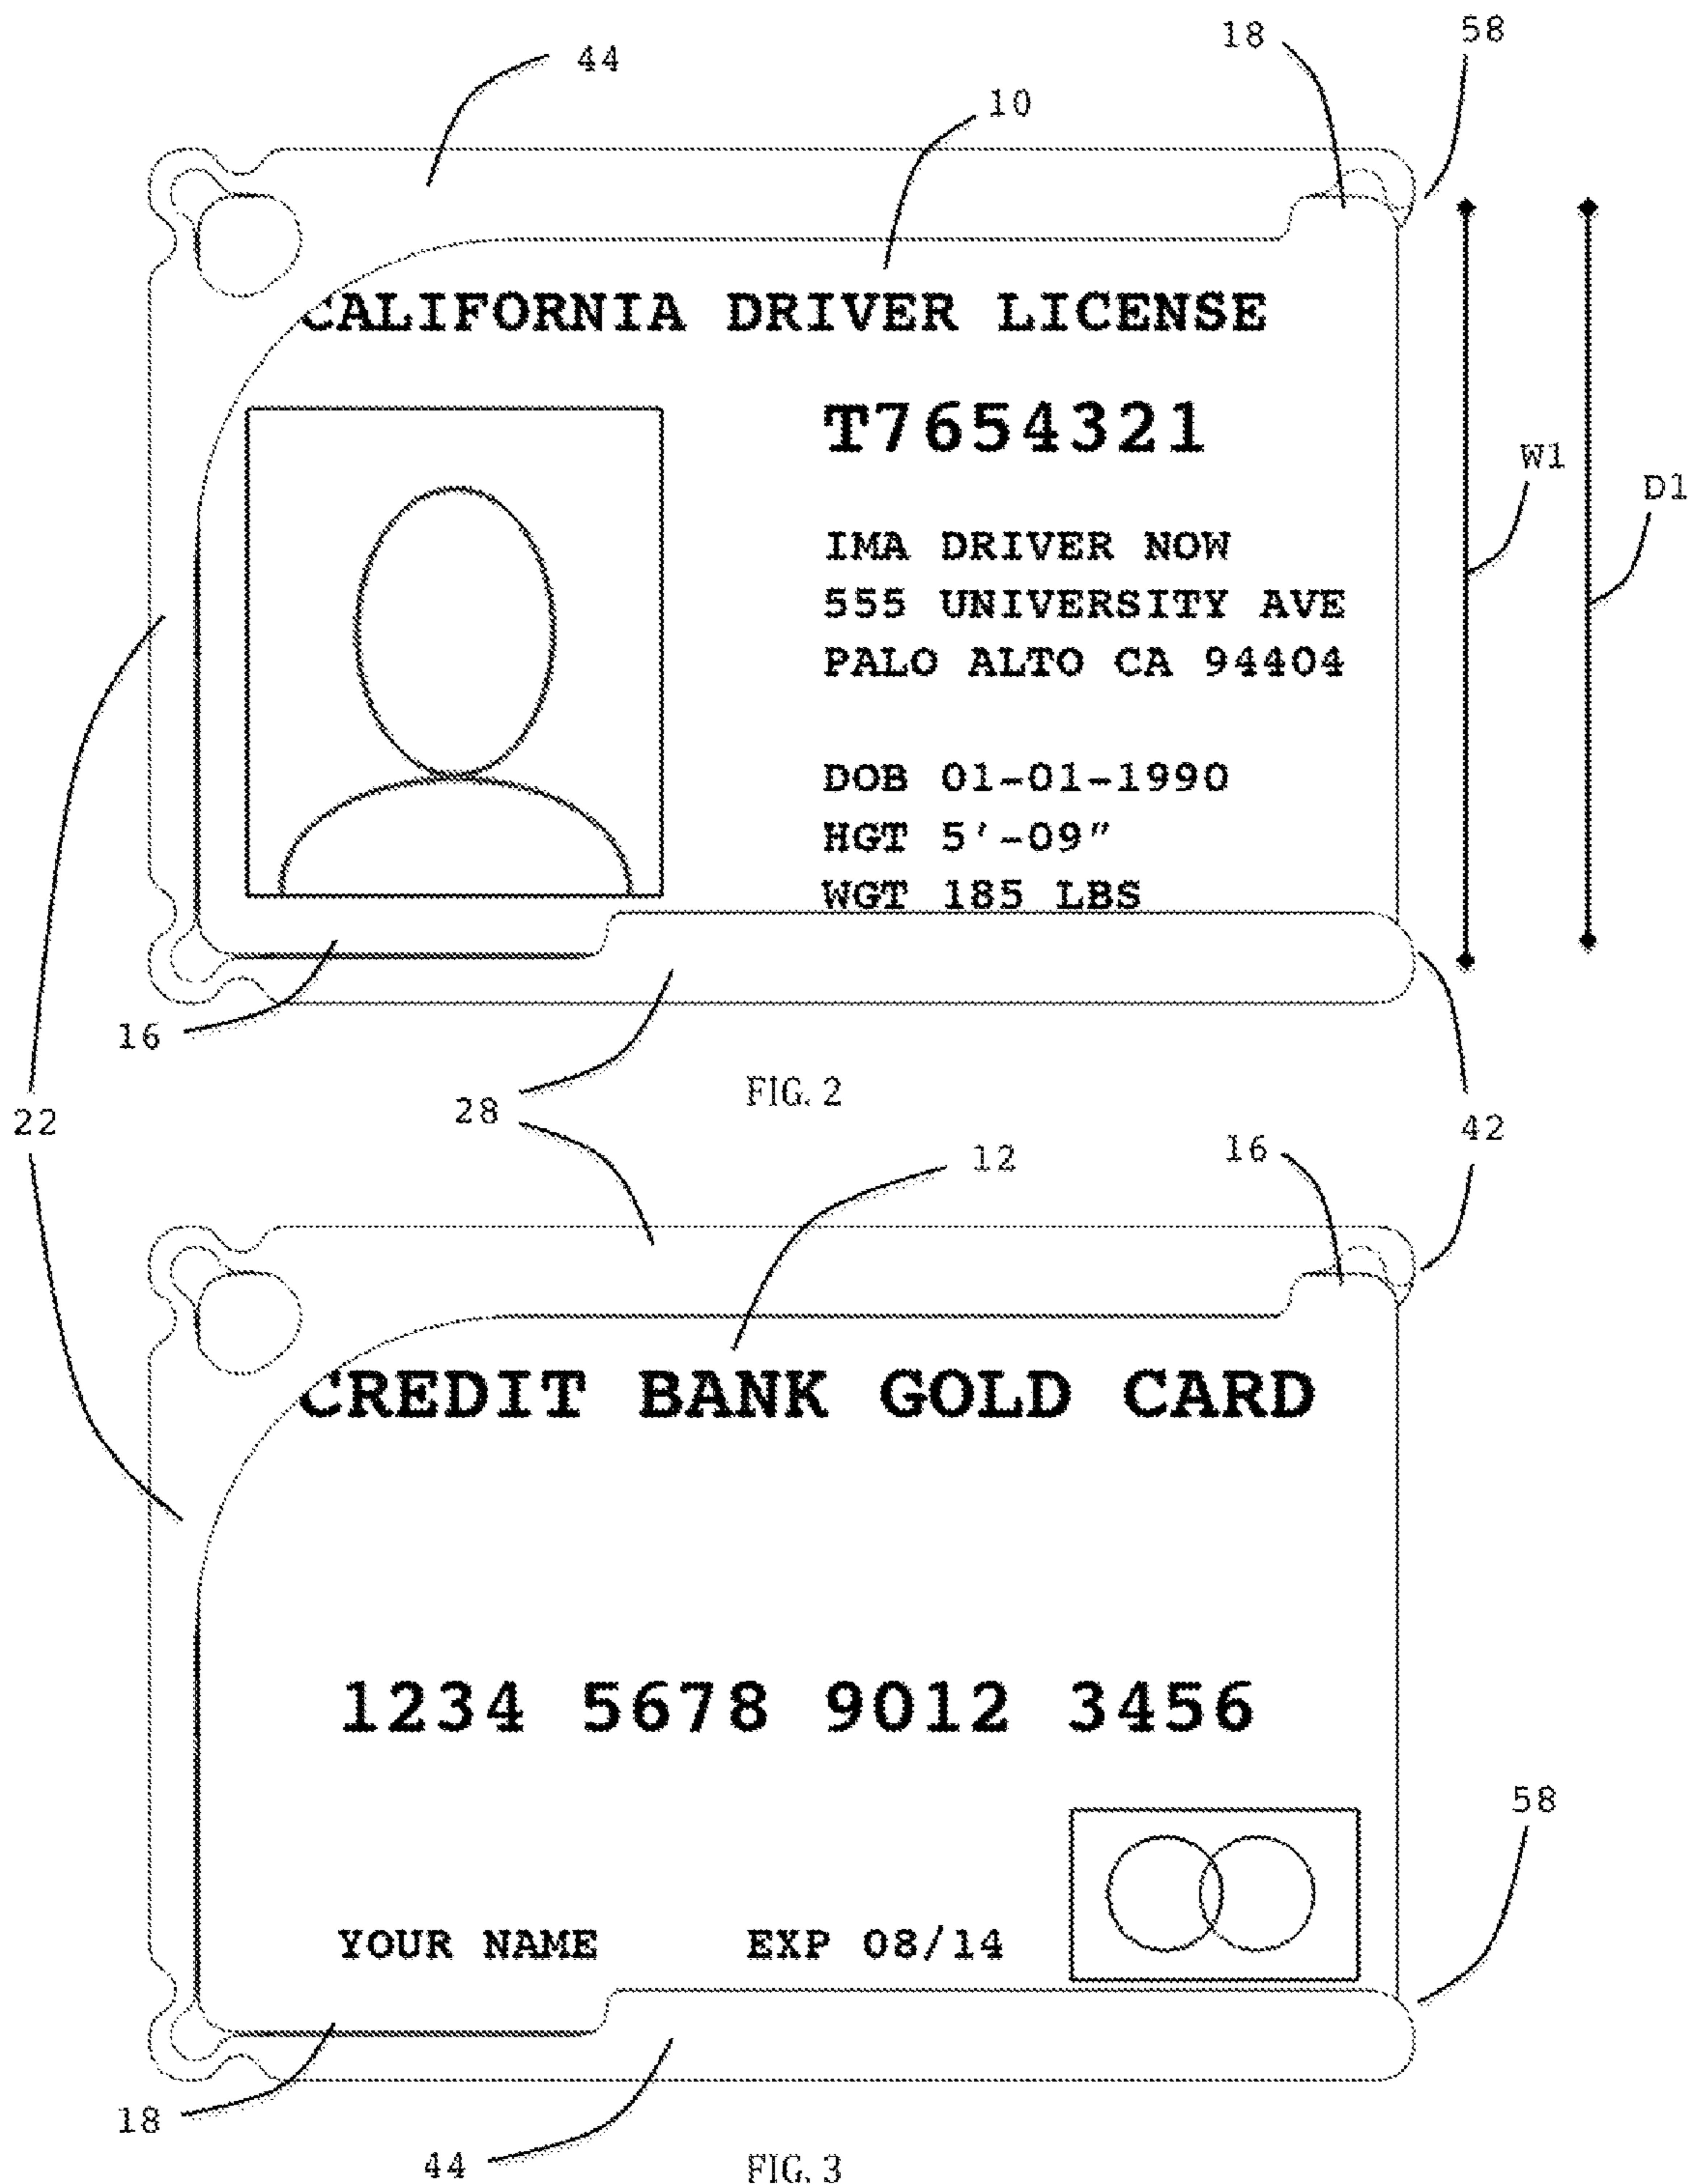 18
58
44
10
CALIFORNIA DRIVER LICENSE
T7654321
W1
D1
IMA DRIVER NOW
555 UNIVERSITY AVE
PALO ALTO CA 94404
DOB 01-01-1990
HGT 5'-09"
WGT 185 LBS
16
28
FIG. 2
22
42
12
16
CREDIT BANK GOLD CARD
1234 5678 9012 3456
58
YOUR NAME EXP 08/14
18
44
FIG. 3